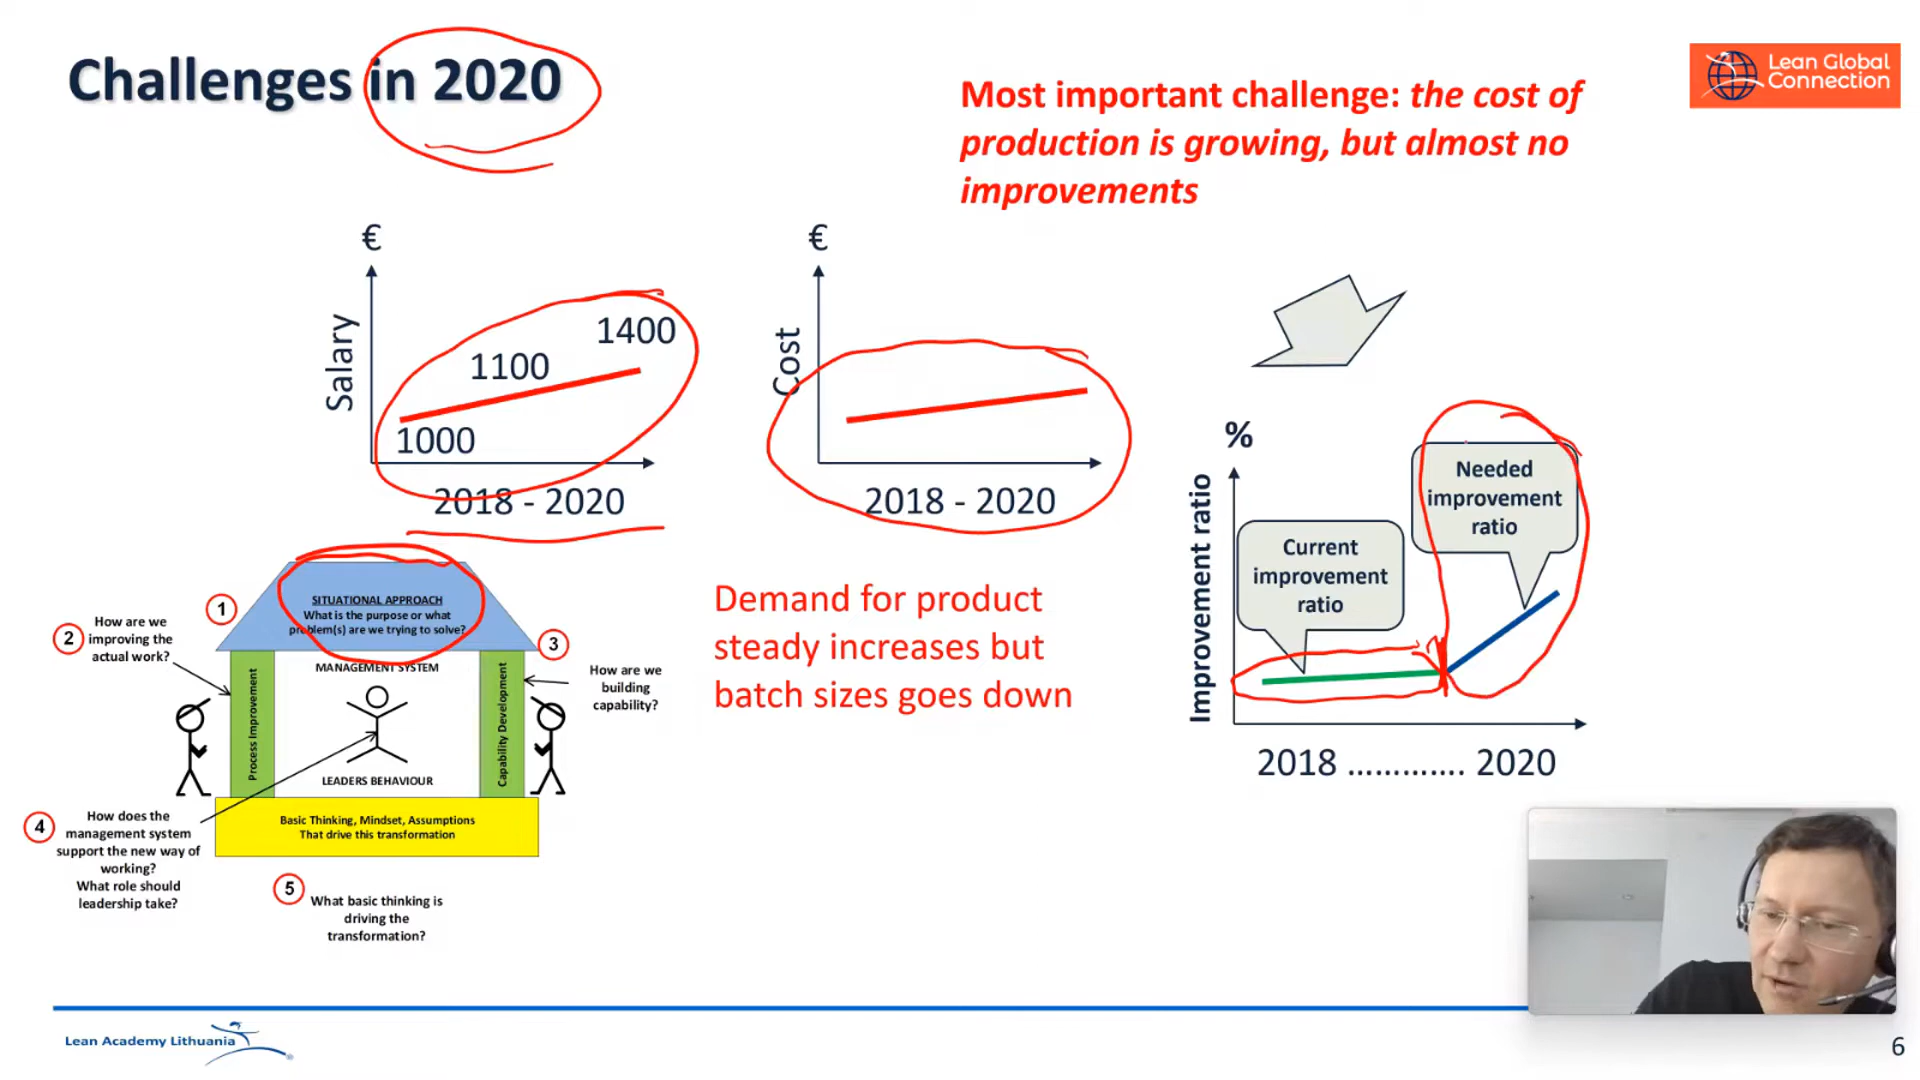 Challenges in 2020
Most important challenge: the cost of
production is growing, but almost no
improvements
Lean Global
Connection
€
Salary
1000
1100
1400
2018 - 2020
€
Cost
2018 - 2020
%
Improvement ratio
Current
improvement
ratio
Needed
improvement
ratio
2018 ............. 2020
Demand for product
steady increases but
batch sizes goes down
1
SITUATIONAL APPROACH
What is the purpose or what
problem(s) are we trying to solve?
2
How are we
improving the
actual work?
3
How are we
building
capability?
MANAGEMENT SYSTEM
Process Improvement
Capability Development
LEADERS BEHAVIOUR
Basic Thinking, Mindset, Assumptions
That drive this transformation
4
How does the
management system
support the new way of
working?
What role should
leadership take?
5
What basic thinking is
driving the
transformation?
Lean Academy Lithuania
6